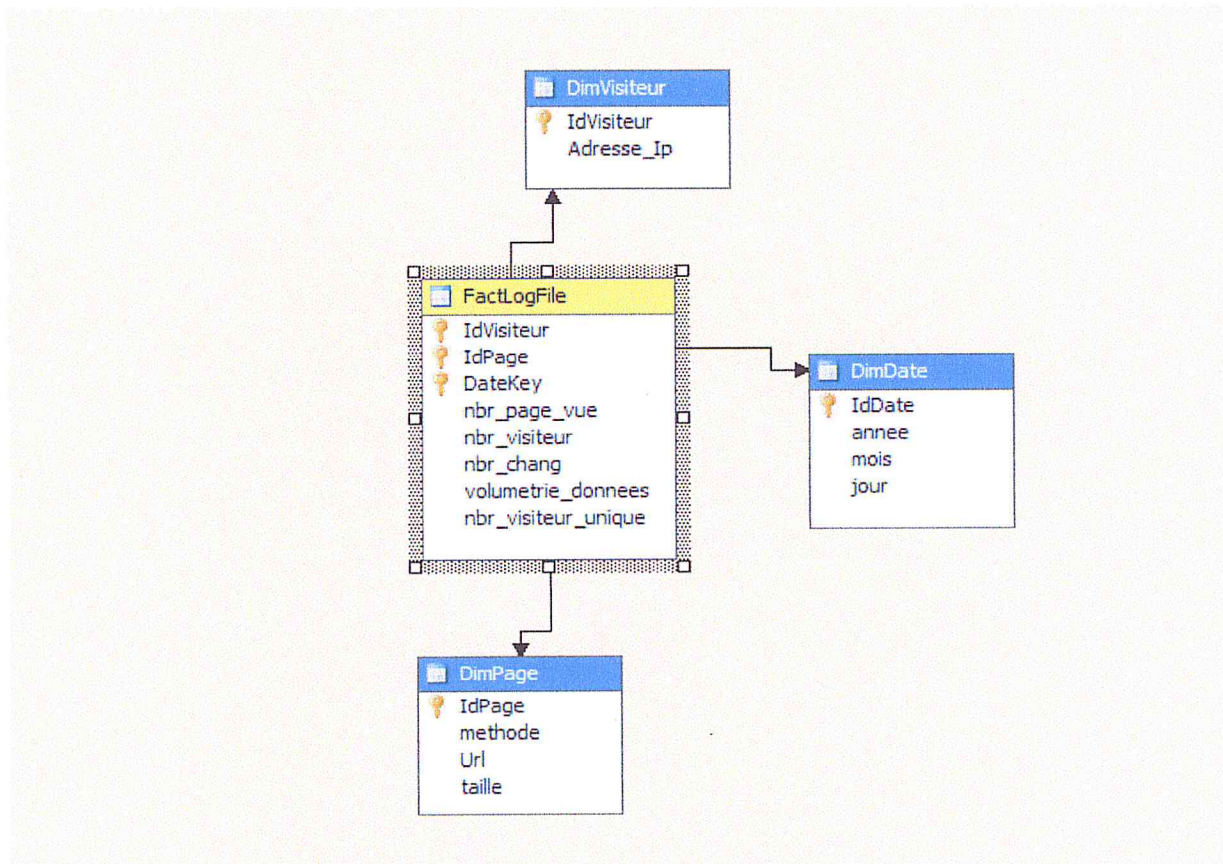 DimVisiteur
IdVisiteur
Adresse_Ip
FactLogFile
IdVisiteur
IdPage
DateKey
nbr_page_vue
nbr_visiteur
nbr_chang
volumetrie_donnees
nbr_visiteur_unique
DimDate
IdDate
annee
mois
jour
DimPage
IdPage
methode
Url
taille